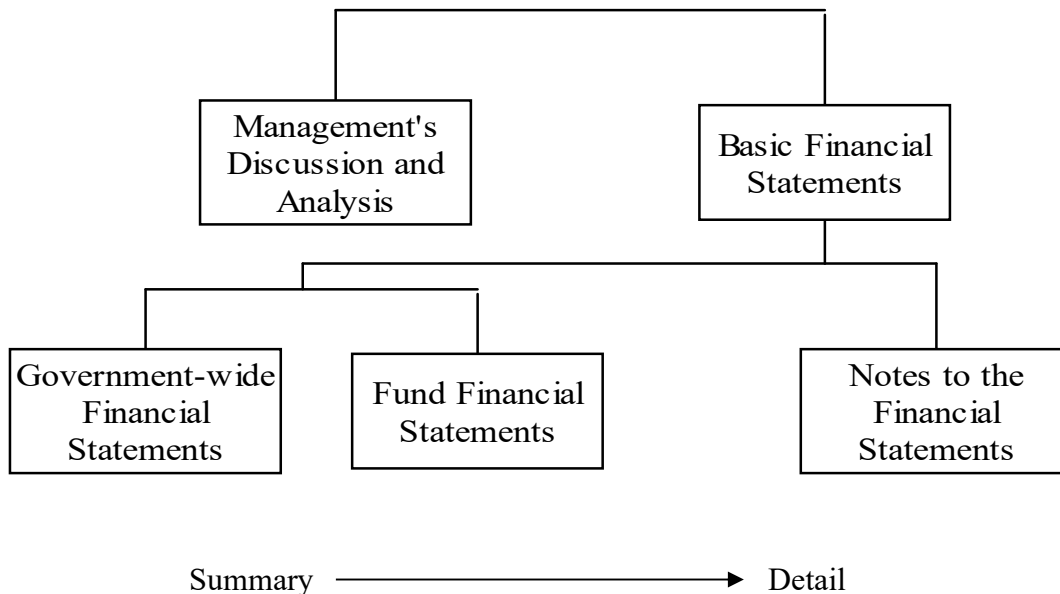 Management's
Discussion and
Analysis
Basic Financial
Statements
Government-wide
Financial
Statements
Fund Financial
Statements
Notes to the
Financial
Statements
Summary
Detail